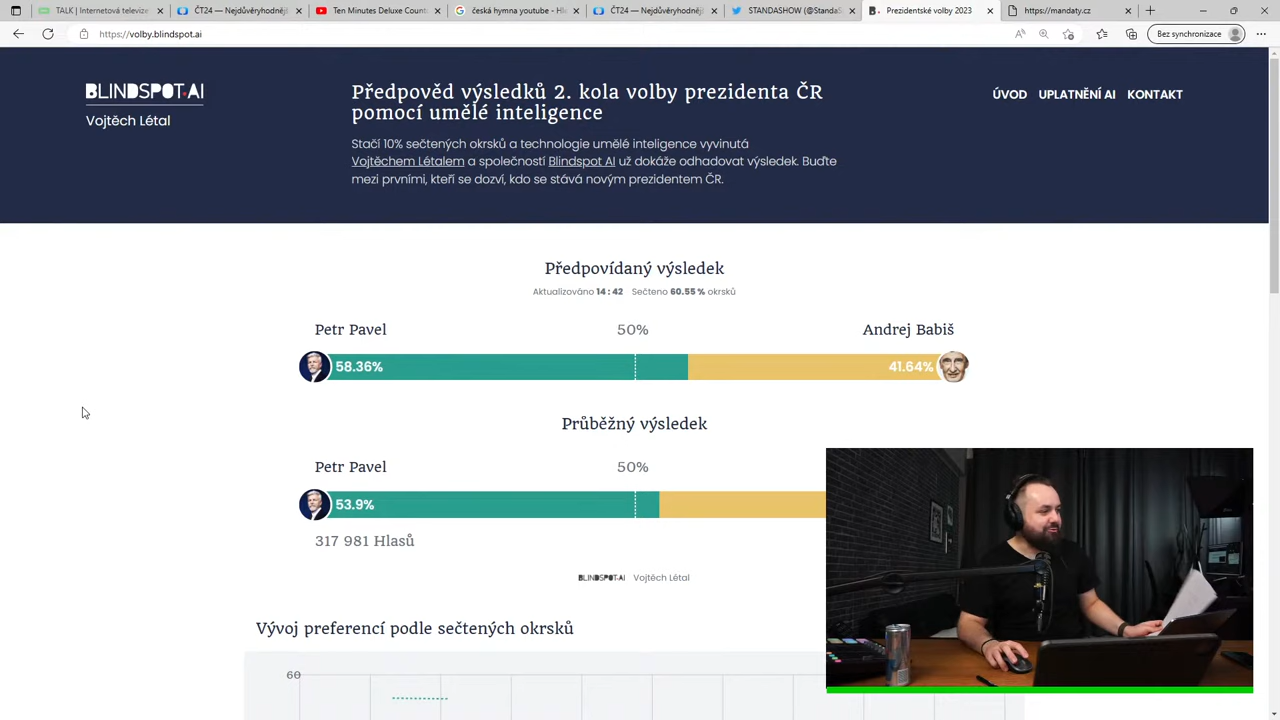 TALK | Internetová televize
ČT24 — Nejdůvěryhodněj
Ten Minutes Deluxe Count
česká hymna youtube - Hle
ČT24 — Nejdůvěryhodněj
STANDASHOW (@Standa
Prezidentské volby 2023
https://mandaty.cz
https://volby.blindspot.ai
Bez synchronizace
BLINDSPOT.AI
Vojtěch Létal
Předpověd výsledků 2. kola volby prezidenta ČR
pomocí umělé inteligence
ÚVOD UPLATNĚNÍ AI KONTAKT
Stačí 10% sečtených okrsků a technologie umělé inteligence vyvinutá
Vojtěchem Létalem a společností Blindspot AI už dokáže odhadovat výsledek. Buďte
mezi prvními, kteří se dozví, kdo se stává novým prezidentem ČR.
Předpovídaný výsledek
Aktualizováno 14:42 Sečteno 60.55 % okrsků
Petr Pavel 50% Andrej Babiš
58.36% 41.64%
Průběžný výsledek
Petr Pavel 50%
53.9%
317 981 Hlasů
BLINDSPOT.AI Vojtěch Létal
Vývoj preferencí podle sečtených okrsků
60